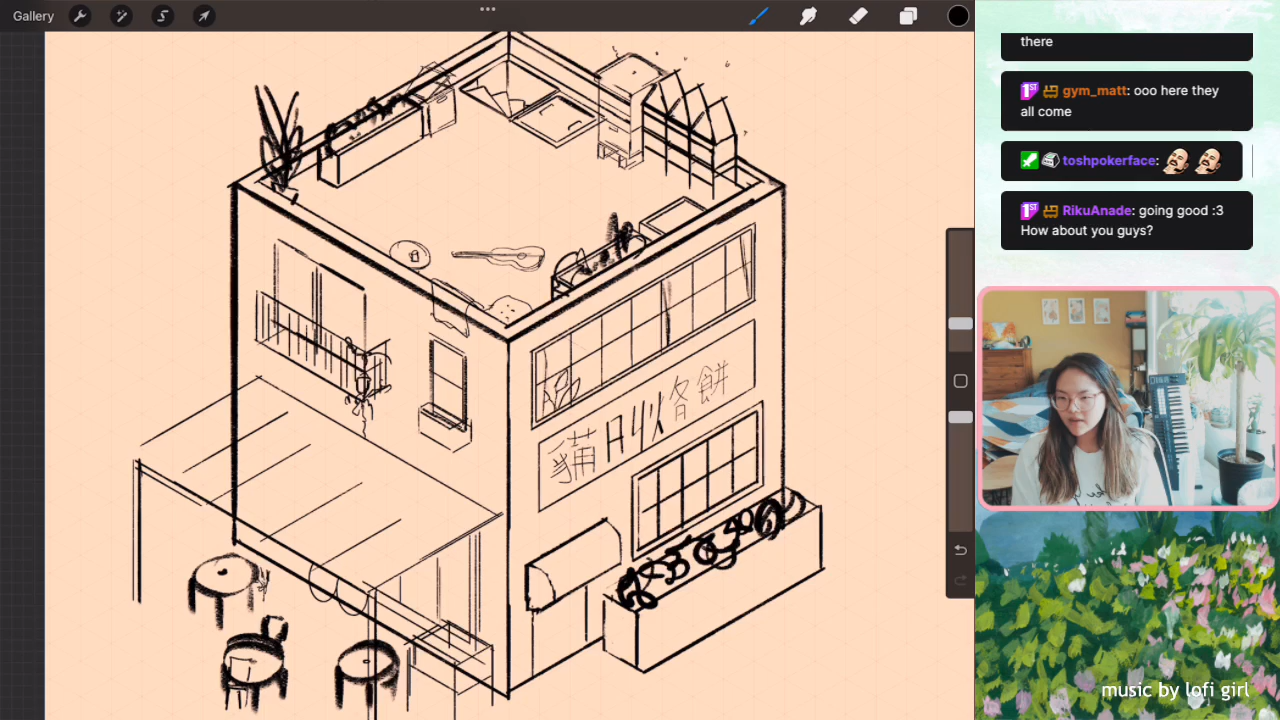 Gallery
there
gym_matt: ooo here they
all come
toshpokerface:
RikuAnade: going good :3
How about you guys?
music by lofi girl